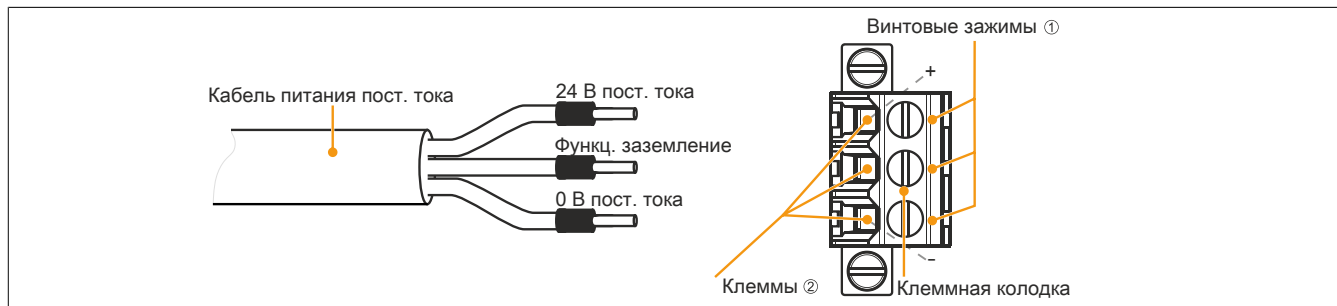 Винтовые зажимы ①
+
24 В пост. тока
Кабель питания пост. тока
Функц. заземление
0 В пост. тока
-
Клеммы ②
Клеммная колодка